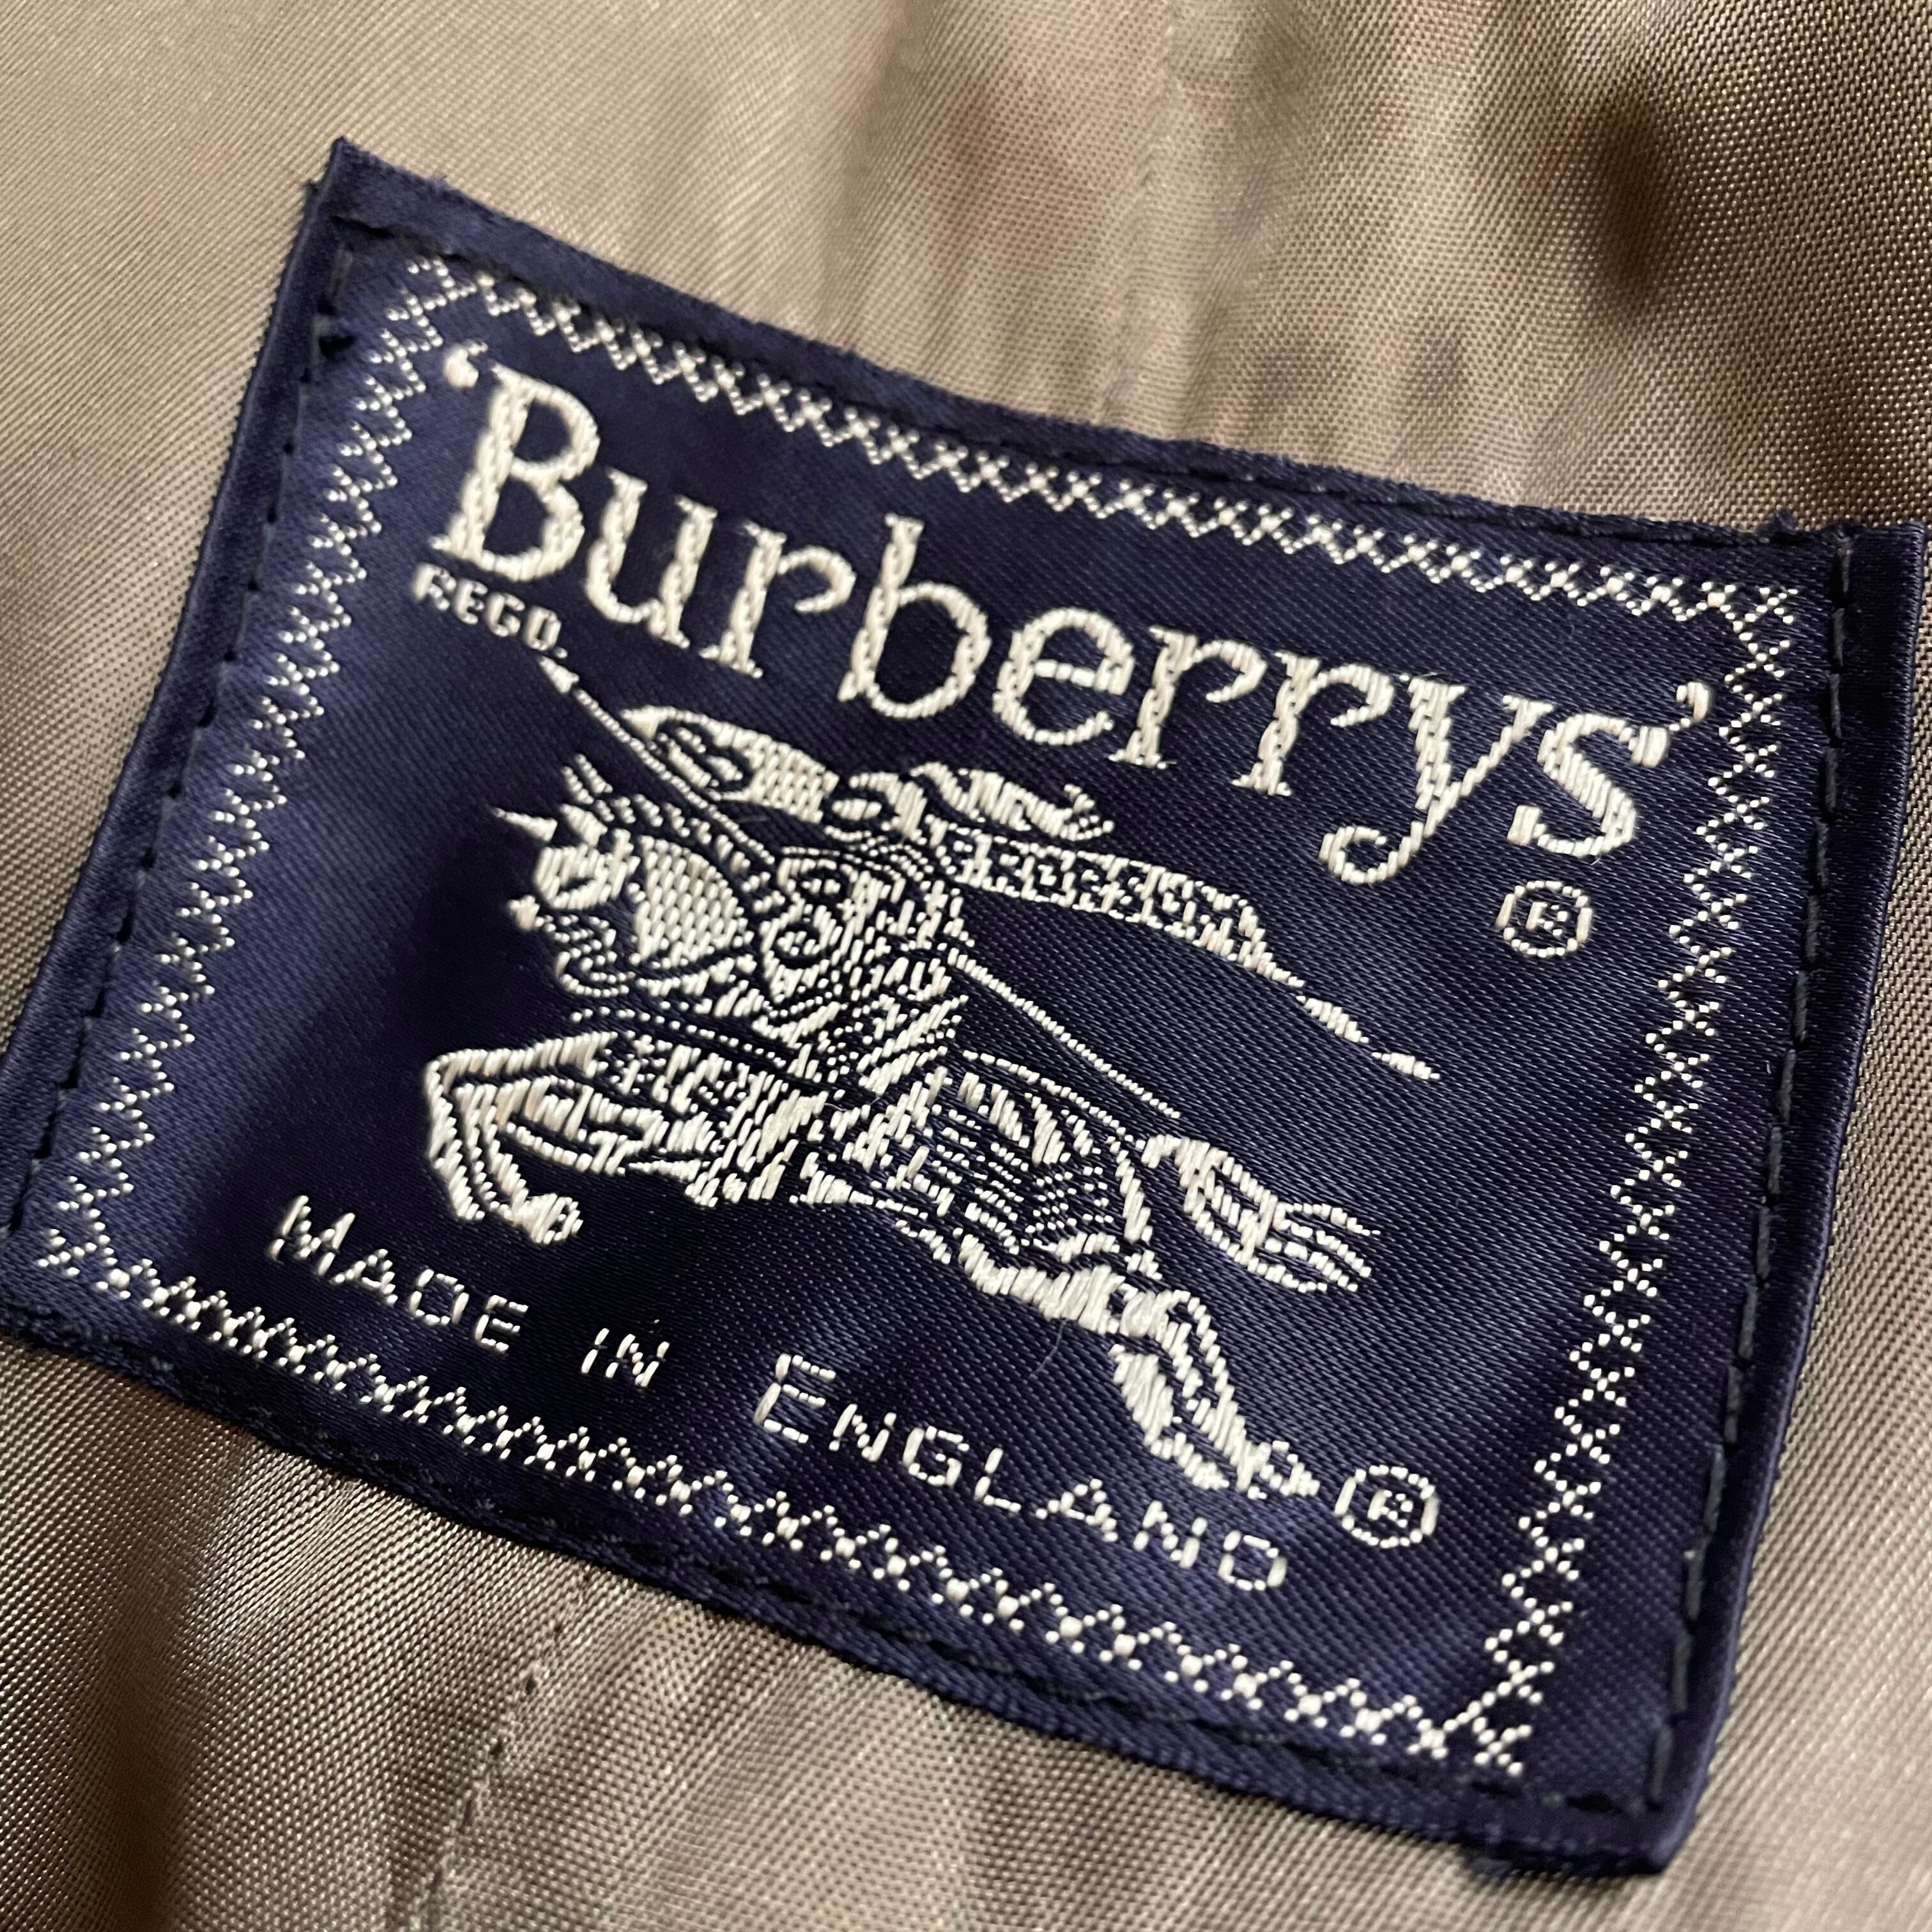 ‘Burberrys’
REGD.
®
PRORSUM
MADE IN ENGLAND ®